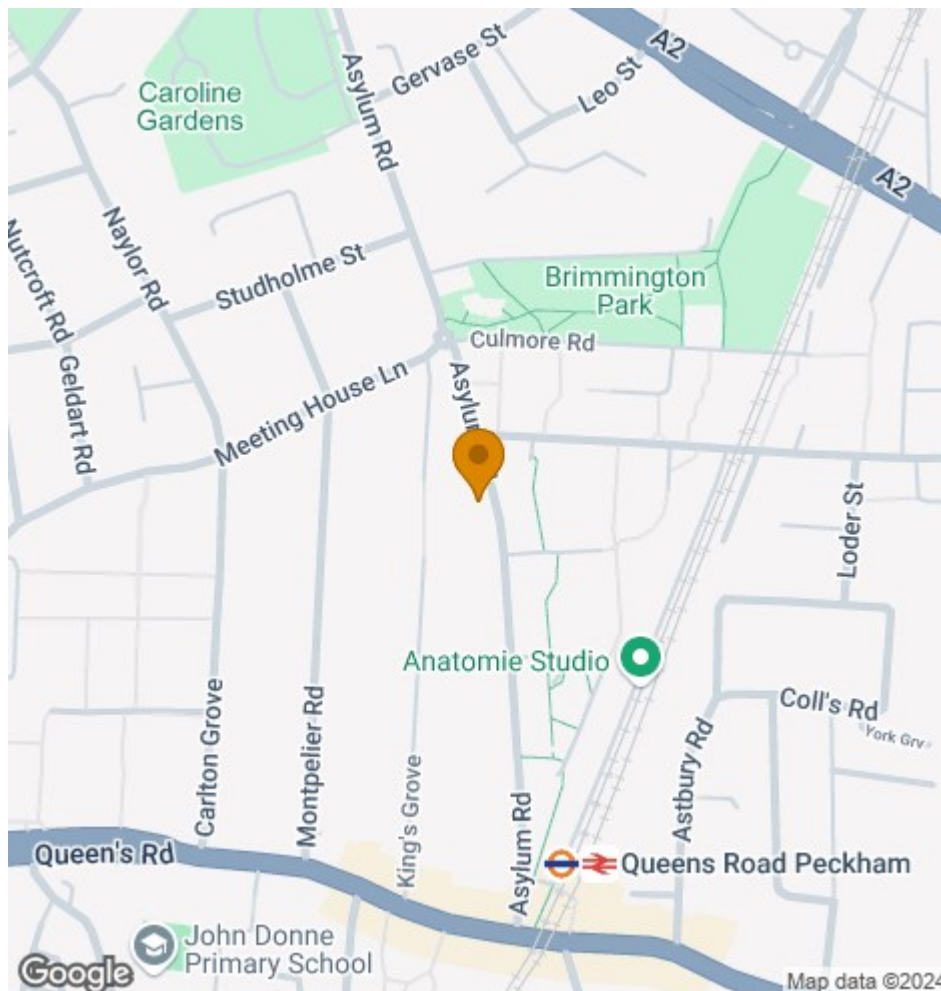 A2
Gervase St
Leo St
Caroline
Gardens
Asylum Rd
A2
Naylor Rd
Nutcroft Rd
Studholme St
Brimmington
Park
Culmore Rd
Geldart Rd
Meeting House Ln
Asylum
Loder St
Anatomie Studio
Coll's Rd
York Grv
Carlton Grove
Montpelier Rd
King's Grove
Asylum Rd
Astbury Rd
Queen's Rd
Queens Road Peckham
John Donne
Primary School
Google
Map data ©2024